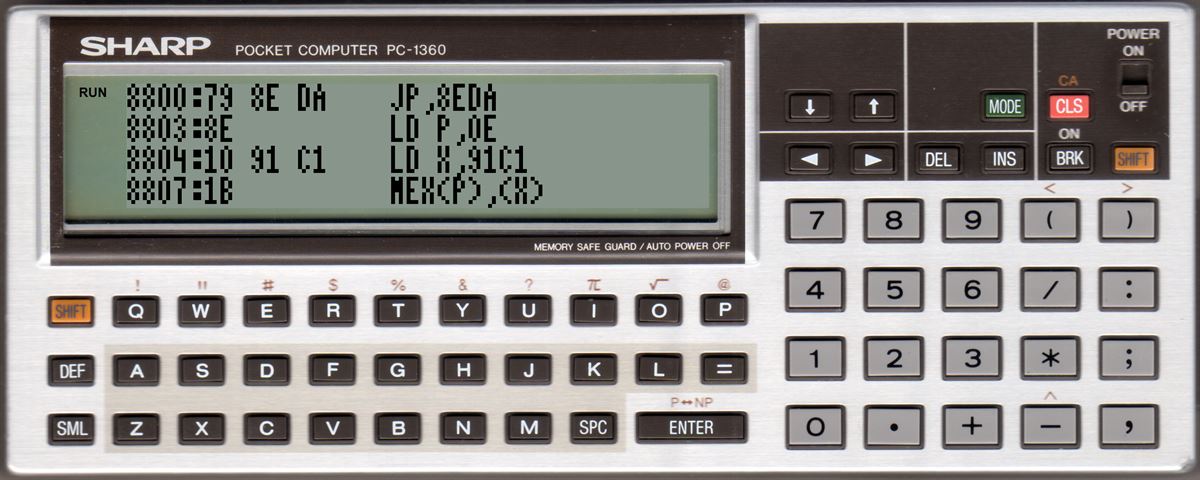 SHARP POCKET COMPUTER PC-1360
RUN 8800:79 8E DA JP,8EDA
8803:8E LD P,0E
8804:10 91 C1 LD X,91C1
8807:1B MEX(P),(X)
MEMORY SAFE GUARD / AUTO POWER OFF
POWER
ON
CA
↓ ↑ MODE CLS OFF
ON
◄ ► DEL INS BRK SHIFT
< >
7 8 9 ( )
! " # $ % & ? π √ @
SHIFT Q W E R T Y U I O P
4 5 6 / :
DEF A S D F G H J K L =
1 2 3 * ;
P↔NP ^
SML Z X C V B N M SPC ENTER
0 • + − ,